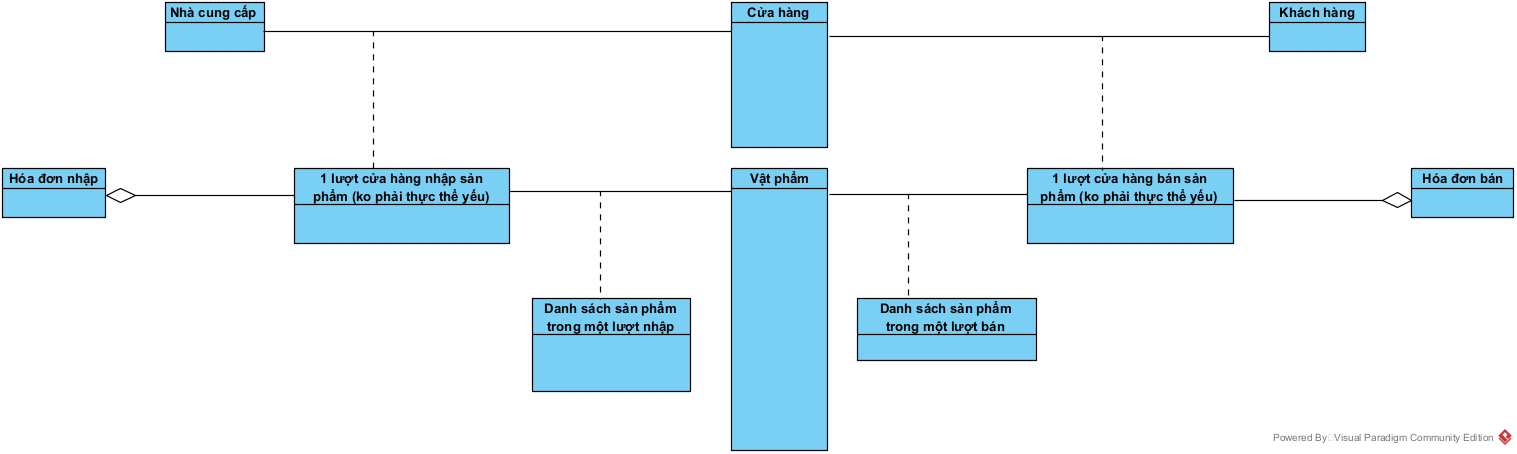 Nhà cung cấp
Cửa hàng
Khách hàng
Hóa đơn nhập
1 lượt cửa hàng nhập sản
phẩm (ko phải thực thể yếu)
Vật phẩm
1 lượt cửa hàng bán sản
phẩm (ko phải thực thể yếu)
Hóa đơn bán
Danh sách sản phẩm
trong một lượt nhập
Danh sách sản phẩm
trong một lượt bán
Powered By Visual Paradigm Community Edition